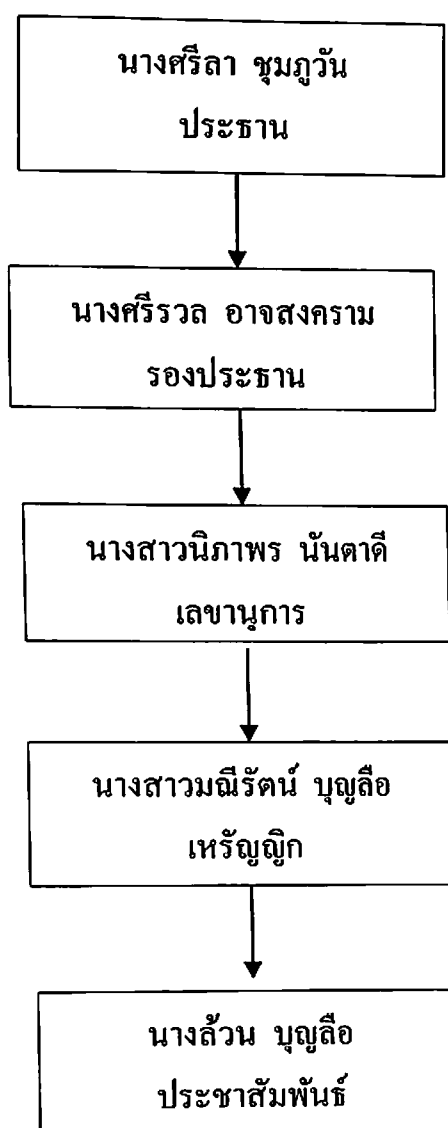 นางศรีลา ชุมภูวัน
ประธาน
นางศรีรวล อาจสงคราม
รองประธาน
นางสาวนิภาพร นันตาดี
เลขานุการ
นางสาวมณีรัตน์ บุญลือ
เหรัญญิก
นางล้วน บุญลือ
ประชาสัมพันธ์